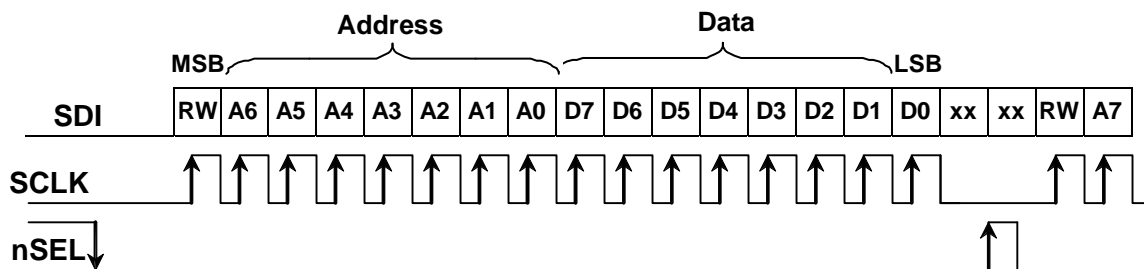 Address Data
MSB LSB
SDI RW A6 A5 A4 A3 A2 A1 A0 D7 D6 D5 D4 D3 D2 D1 D0 xx xx RW A7
SCLK
nSEL